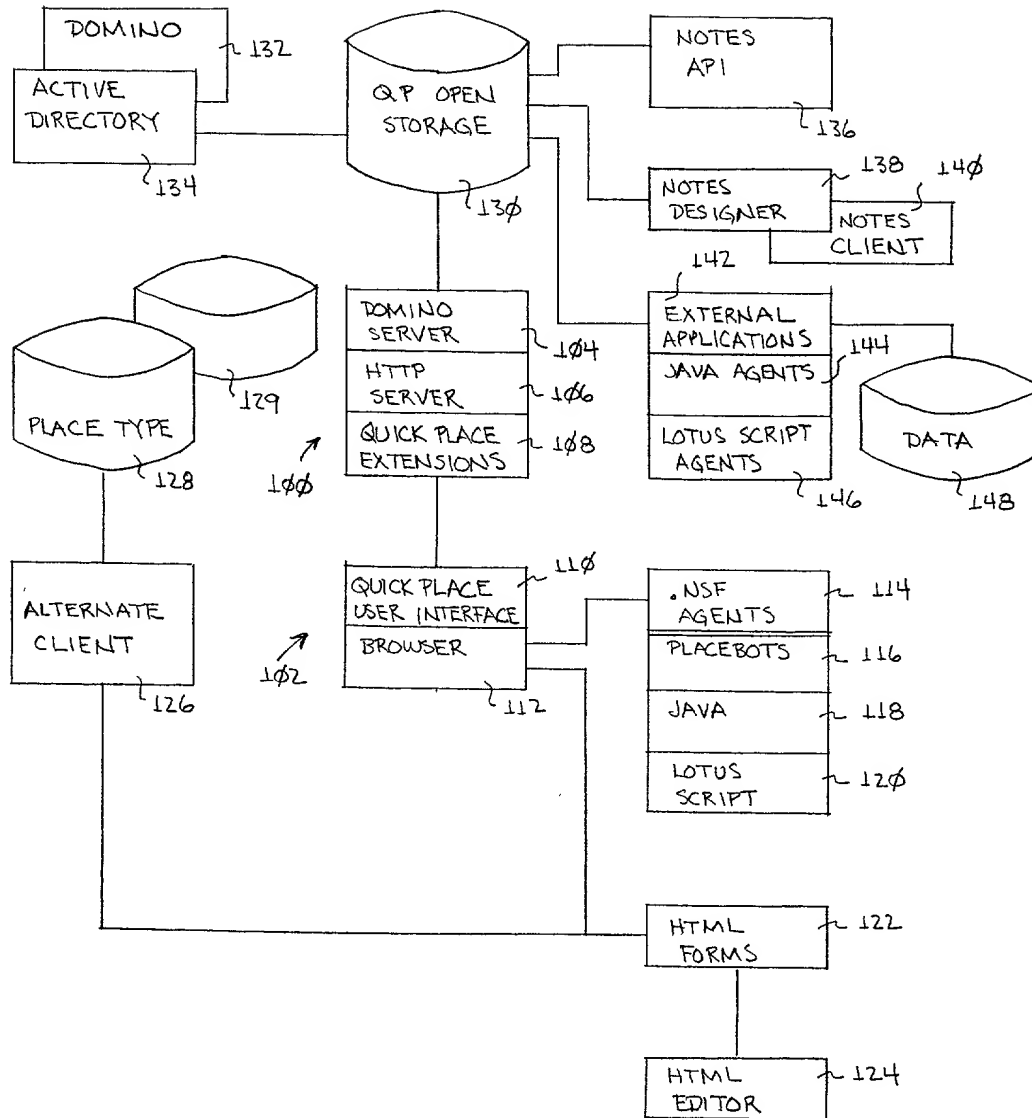 DOMINO
132
ACTIVE
DIRECTORY
134
QP OPEN
STORAGE
130
NOTES
API
136
138
NOTES
DESIGNER
140
NOTES
CLIENT
142
EXTERNAL
APPLICATIONS
144
JAVA AGENTS
LOTUS SCRIPT
AGENTS
146
DATA
148
DOMINO
SERVER
104
HTTP
SERVER
106
QUICK PLACE
EXTENSIONS
108
100
129
PLACE TYPE
128
ALTERNATE
CLIENT
126
110
QUICK PLACE
USER INTERFACE
BROWSER
112
102
.NSF
AGENTS
114
PLACEBOTS
116
JAVA
118
LOTUS
SCRIPT
120
HTML
FORMS
122
HTML
EDITOR
124